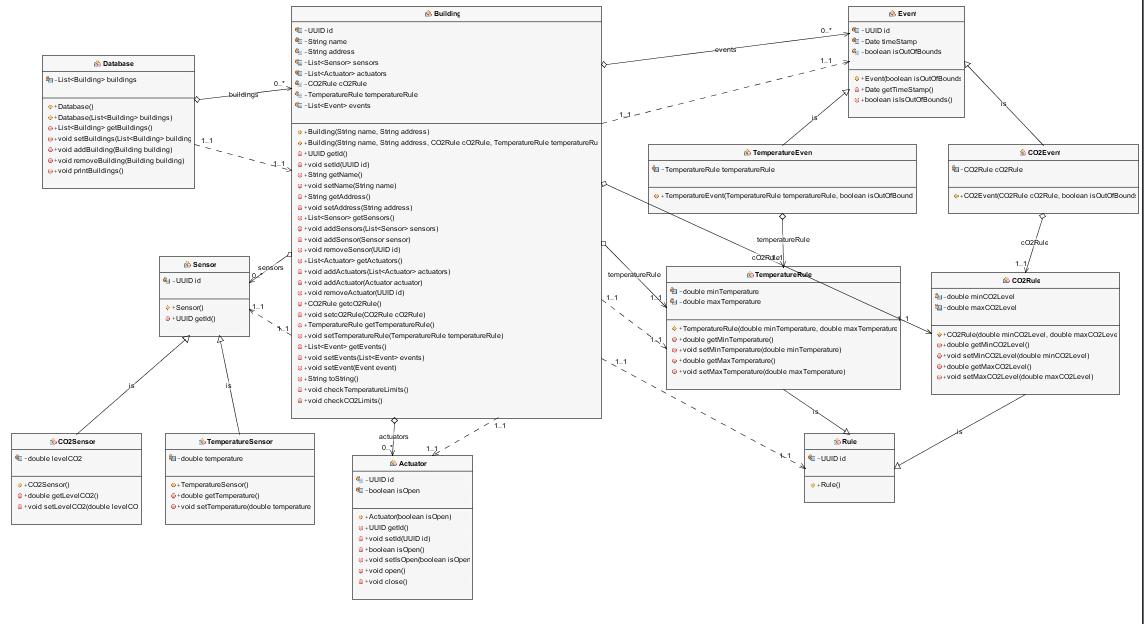 Building
- UUID id
- String name
- String address
- List<Sensor> sensors
- List<Actuator> actuators
- CO2Rule cO2Rule
- TemperatureRule temperatureRule
- List<Event> events
+ Building(String name, String address)
+ Building(String name, String address, CO2Rule cO2Rule, TemperatureRule temperatureRu
+ UUID getId()
+ void setId(UUID id)
+ String getName()
+ void setName(String name)
+ String getAddress()
+ void setAddress(String address)
+ List<Sensor> getSensors()
+ void addSensors(List<Sensor> sensors)
+ void addSensor(Sensor sensor)
+ void removeSensor(UUID id)
+ List<Actuator> getActuators()
+ void addActuators(List<Actuator> actuators)
+ void addActuator(Actuator actuator)
+ void removeActuator(UUID id)
+ CO2Rule getcO2Rule()
+ void setcO2Rule(CO2Rule cO2Rule)
+ TemperatureRule getTemperatureRule()
+ void setTemperatureRule(TemperatureRule temperatureRule)
+ List<Event> getEvents()
+ void setEvents(List<Event> events)
+ void setEvent(Event event)
+ String toString()
+ void checkTemperatureLimits()
+ void checkCO2Limits()
Database
- List<Building> buildings
+ Database()
+ Database(List<Building> buildings)
+ List<Building> getBuildings()
+ void setBuildings(List<Building> building
+ void addBuilding(Building building)
+ void removeBuilding(Building building)
+ void printBuildings()
buildings
0..*
1..1
1..1
Event
- UUID id
- Date timeStamp
- boolean isOutOfBounds
+ Event(boolean isOutOfBounds
+ Date getTimeStamp()
+ boolean isIsOutOfBounds()
events
0..*
1..1
1..1
is
is
TemperatureEven
- TemperatureRule temperatureRule
+ TemperatureEvent(TemperatureRule temperatureRule, boolean isOutOfBound
CO2Event
- CO2Rule cO2Rule
+ CO2Event(CO2Rule cO2Rule, boolean isOutOfBounds
temperatureRule
cO2Rule
1..1
cO2Rule
1..1
Sensor
- UUID id
+ Sensor()
+ UUID getId()
sensors
0..*
1..1
1..1
TemperatureRule
- double minTemperature
- double maxTemperature
+ TemperatureRule(double minTemperature, double maxTemperature
+ double getMinTemperature()
+ void setMinTemperature(double minTemperature)
+ double getMaxTemperature()
+ void setMaxTemperature(double maxTemperature)
temperatureRule
1..1
1..1
1..1
1..1
CO2Rule
- double minCO2Level
- double maxCO2Level
+ CO2Rule(double minCO2Level, double maxCO2Leve
+ double getMinCO2Level()
+ void setMinCO2Level(double minCO2Level)
+ double getMaxCO2Level()
+ void setMaxCO2Level(double maxCO2Level)
1..1
is
is
is
is
CO2Sensor
- double levelCO2
+ CO2Sensor()
+ double getLevelCO2()
+ void setLevelCO2(double levelCO
TemperatureSensor
- double temperature
+ TemperatureSensor()
+ double getTemperature()
+ void setTemperature(double temperature
actuators
0..*
1..1
1..1
Actuator
- UUID id
- boolean isOpen
+ Actuator(boolean isOpen)
+ UUID getId()
+ void setId(UUID id)
+ boolean isOpen()
+ void setIsOpen(boolean isOpen
+ void open()
+ void close()
1..1
Rule
- UUID id
+ Rule()